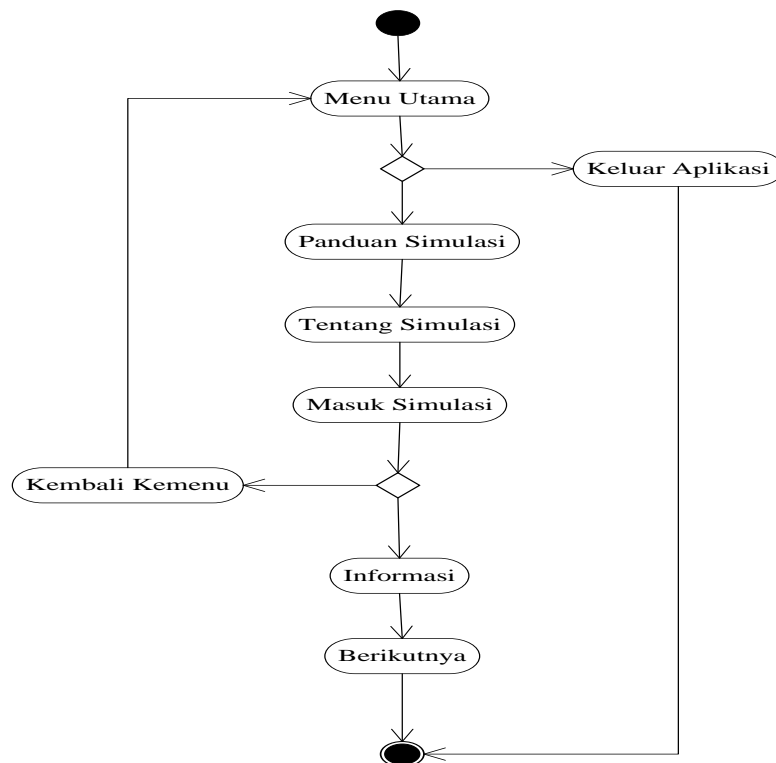 Menu Utama
Keluar Aplikasi
Panduan Simulasi
Tentang Simulasi
Masuk Simulasi
Kembali Kemenu
Informasi
Berikutnya